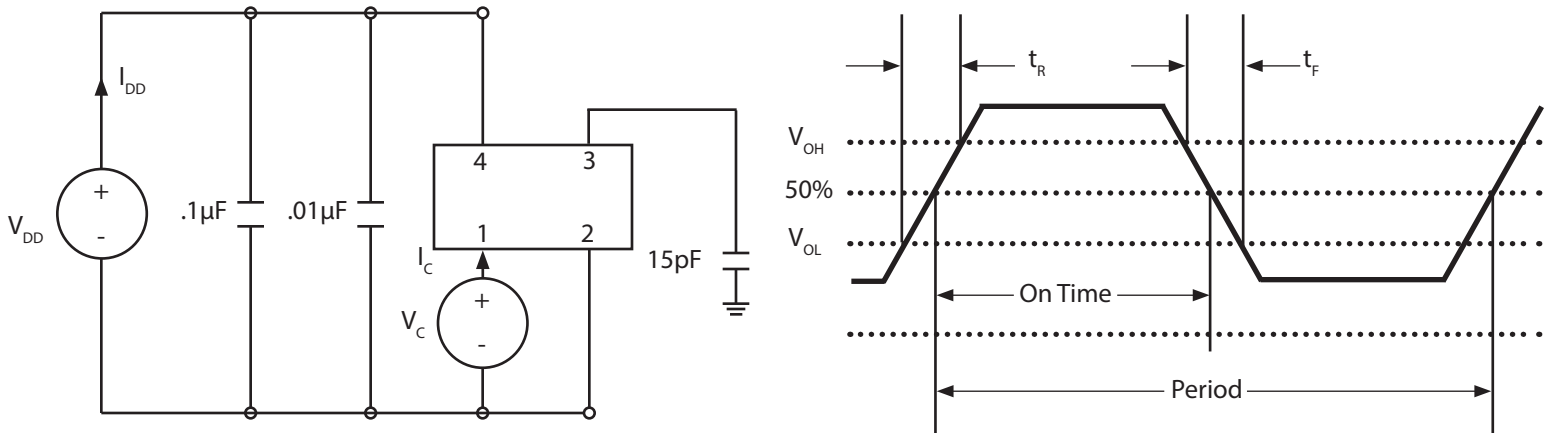 I_DD
+
-
V_DD
.1µF
.01µF
4 3
1 2
I_C
+
-
V_C
15pF
t_R
t_F
V_OH
50%
V_OL
On Time
Period